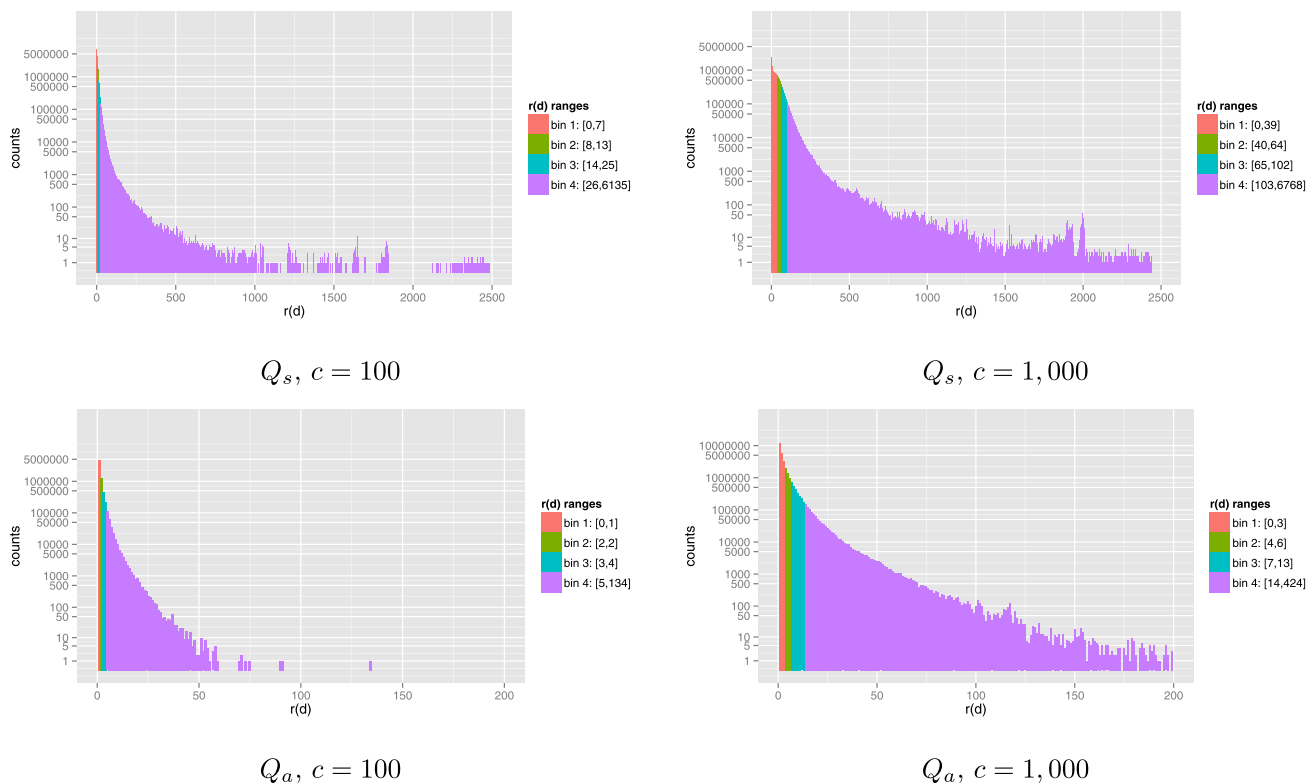 5000000
1000000
500000
100000
50000
10000
5000
1000
500
100
50
10
5
1
counts
0
500
1000
1500
2000
2500
r(d)
r(d) ranges
bin 1: [0,7]
bin 2: [8,13]
bin 3: [14,25]
bin 4: [26,6135]
Q_s, c = 100
5000000
1000000
500000
100000
50000
10000
5000
1000
500
100
50
10
5
1
counts
0
500
1000
1500
2000
2500
r(d)
r(d) ranges
bin 1: [0,39]
bin 2: [40,64]
bin 3: [65,102]
bin 4: [103,6768]
Q_s, c = 1,000
5000000
1000000
500000
100000
50000
10000
5000
1000
500
100
50
10
5
1
counts
0
50
100
150
200
r(d)
r(d) ranges
bin 1: [0,1]
bin 2: [2,2]
bin 3: [3,4]
bin 4: [5,134]
Q_a, c = 100
10000000
5000000
1000000
500000
100000
50000
10000
5000
1000
500
100
50
10
5
1
counts
0
50
100
150
200
r(d)
r(d) ranges
bin 1: [0,3]
bin 2: [4,6]
bin 3: [7,13]
bin 4: [14,424]
Q_a, c = 1,000